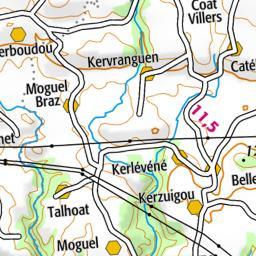 Coat
Villers
erboudou
Kervranguen
Caté
Moguel
Braz
11,5
net
Kerlévéné
Belle
Kerzuigou
Talhoat
Moguel